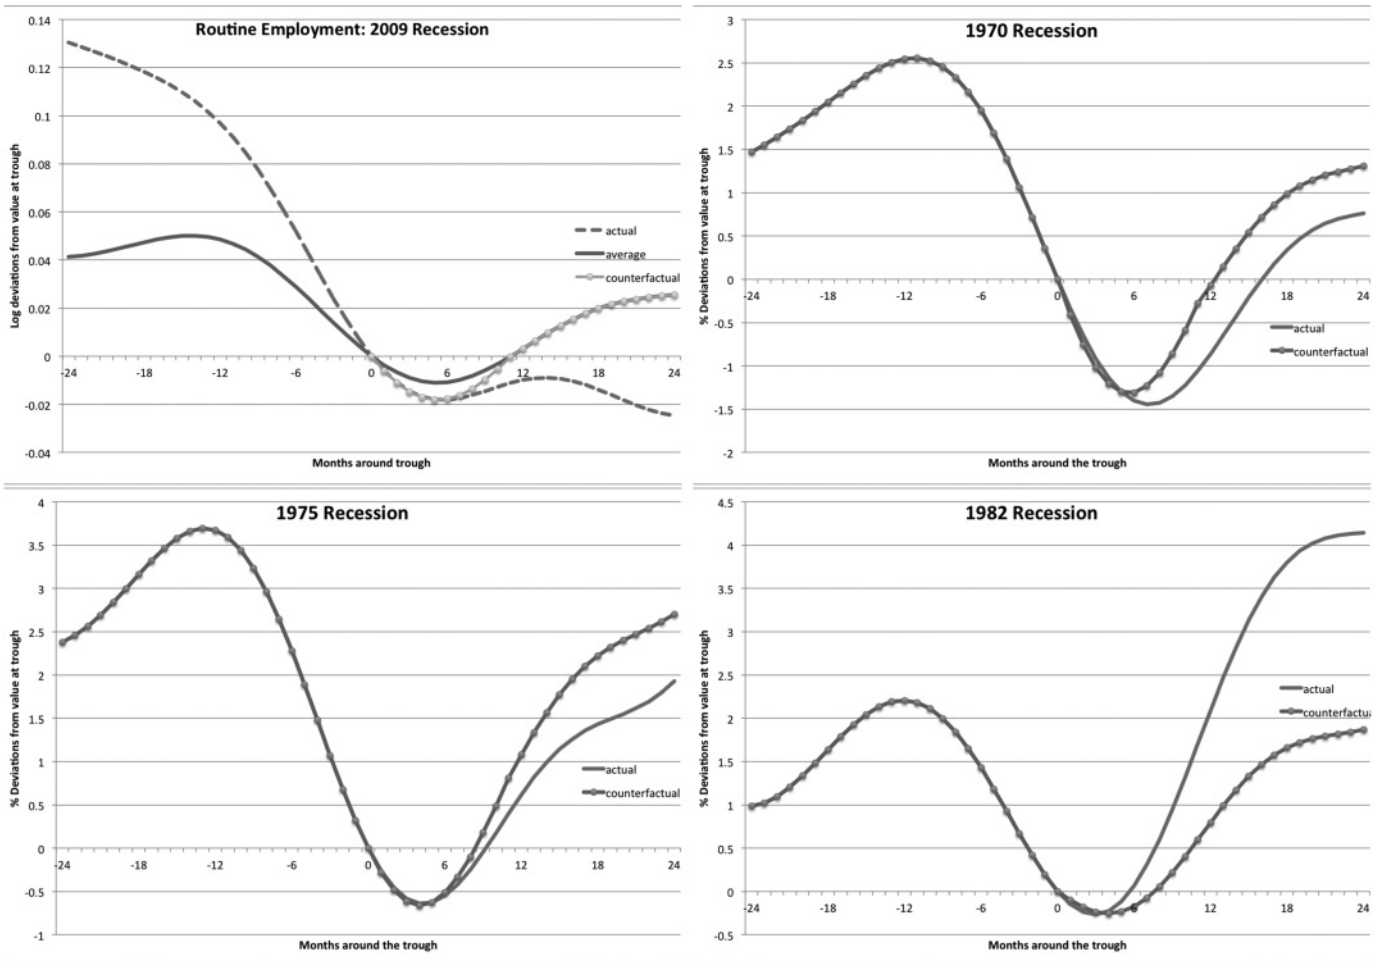 Routine Employment: 2009 Recession
Log deviations from value at trough
0.14
0.12
0.1
0.08
0.06
0.04
0.02
0
-0.02
-0.04
-24 -18 -12 -6 0 6 12 18 24
actual
average
counterfactual
Months around trough
1970 Recession
% Deviations from value at trough
3
2.5
2
1.5
1
0.5
0
-0.5
-1
-1.5
-2
-24 -18 -12 -6 0 6 12 18 24
actual
counterfactual
Months around the trough
1975 Recession
% Deviations from value at trough
4
3.5
3
2.5
2
1.5
1
0.5
0
-0.5
-1
-24 -18 -12 -6 0 6 12 18 24
actual
counterfactual
Months around the trough
1982 Recession
% Deviations from value at trough
4.5
4
3.5
3
2.5
2
1.5
1
0.5
0
-0.5
-24 -18 -12 -6 0 6 12 18 24
actual
counterfactua
Months around the trough